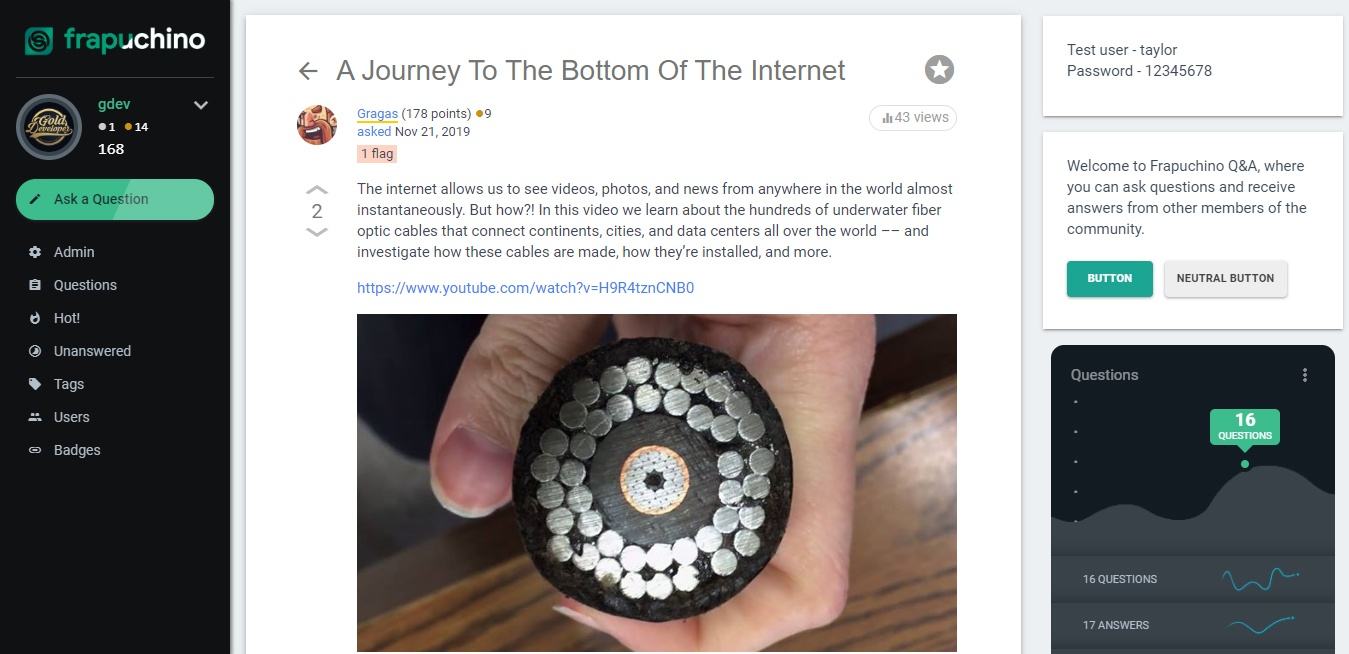 frapuchino
gdev
1 14
168
Ask a Question
Admin
Questions
Hot!
Unanswered
Tags
Users
Badges
A Journey To The Bottom Of The Internet
Gragas (178 points) 9
asked Nov 21, 2019
1 flag
43 views
2
The internet allows us to see videos, photos, and news from anywhere in the world almost
instantaneously. But how?! In this video we learn about the hundreds of underwater fiber
optic cables that connect continents, cities, and data centers all over the world –– and
investigate how these cables are made, how they’re installed, and more.
https://www.youtube.com/watch?v=H9R4tznCNB0
Test user - taylor
Password - 12345678
Welcome to Frapuchino Q&A, where
you can ask questions and receive
answers from other members of the
community.
BUTTON NEUTRAL BUTTON
Questions
16
QUESTIONS
16 QUESTIONS
17 ANSWERS
Gold
Developer